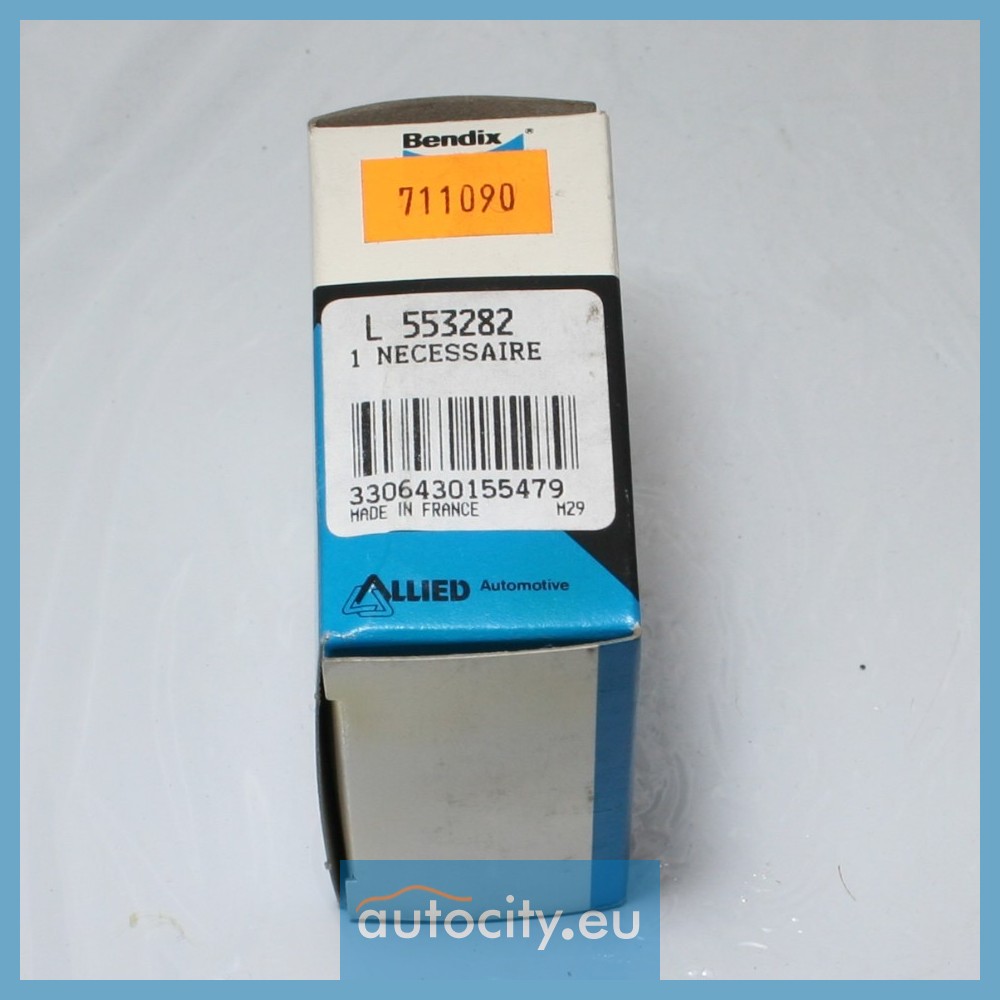 Bendix ®
711090
L 553282
1 NECESSAIRE
3306430155479
MADE IN FRANCE M29
ALLIED Automotive
autocity.eu